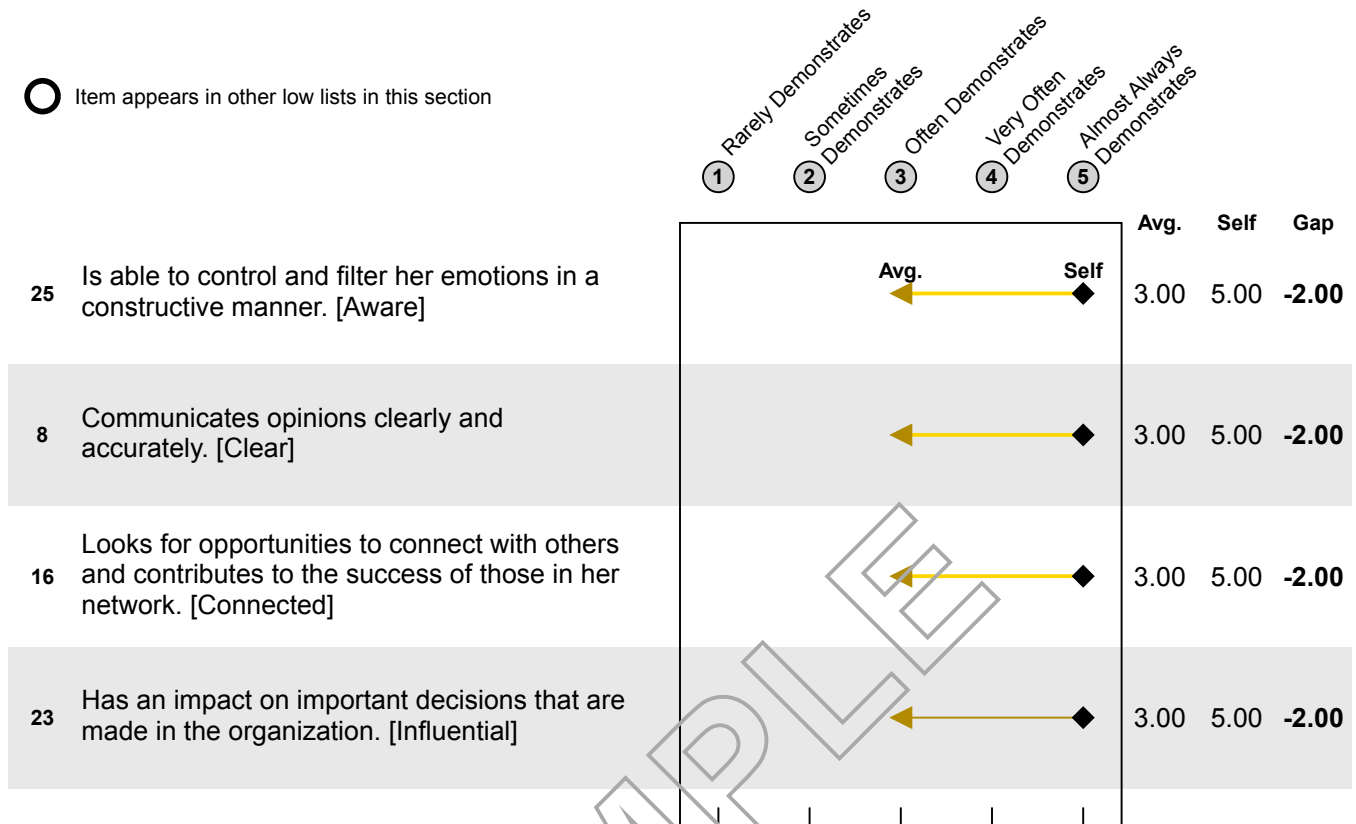 Item appears in other low lists in this section
Rarely Demonstrates
Sometimes
Demonstrates
Often Demonstrates
Very Often
Demonstrates
Almost Always
Demonstrates
1 2 3 4 5
Avg. Self Gap
25 Is able to control and filter her emotions in a
constructive manner. [Aware]
Avg. Self
3.00 5.00 -2.00
8 Communicates opinions clearly and
accurately. [Clear]
3.00 5.00 -2.00
16 Looks for opportunities to connect with others
and contributes to the success of those in her
network. [Connected]
3.00 5.00 -2.00
23 Has an impact on important decisions that are
made in the organization. [Influential]
3.00 5.00 -2.00
MPLE